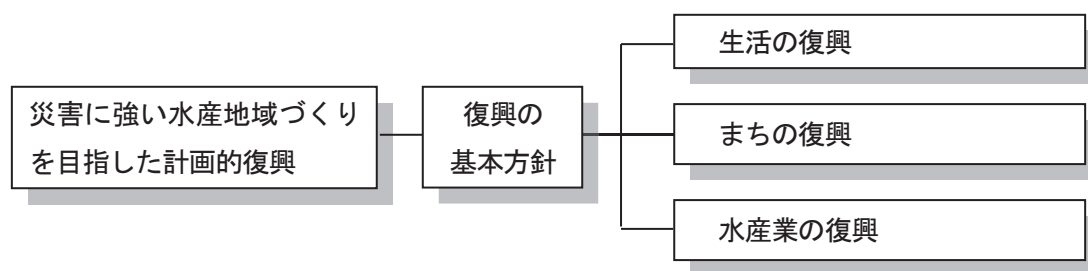 災害に強い水産地域づくり
を目指した計画的復興
復興の
基本方針
生活の復興
まちの復興
水産業の復興